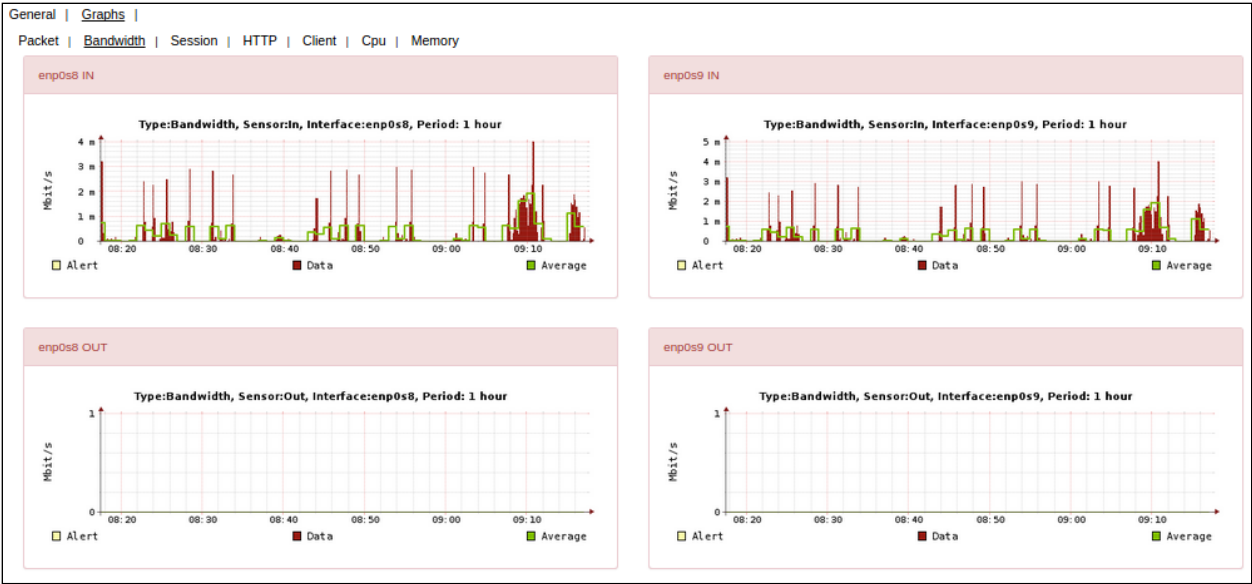 General | Graphs |
Packet | Bandwidth | Session | HTTP | Client | Cpu | Memory
enp0s8 IN
Type:Bandwidth, Sensor:In, Interface:enp0s8, Period: 1 hour
Mbit/s
4 m
3 m
2 m
1 m
0
08:20 08:30 08:40 08:50 09:00 09:10
Alert Data Average
enp0s9 IN
Type:Bandwidth, Sensor:In, Interface:enp0s9, Period: 1 hour
Mbit/s
5 m
4 m
3 m
2 m
1 m
0
08:20 08:30 08:40 08:50 09:00 09:10
Alert Data Average
enp0s8 OUT
Type:Bandwidth, Sensor:Out, Interface:enp0s8, Period: 1 hour
Mbit/s
1
0
08:20 08:30 08:40 08:50 09:00 09:10
Alert Data Average
enp0s9 OUT
Type:Bandwidth, Sensor:Out, Interface:enp0s9, Period: 1 hour
Mbit/s
1
0
08:20 08:30 08:40 08:50 09:00 09:10
Alert Data Average